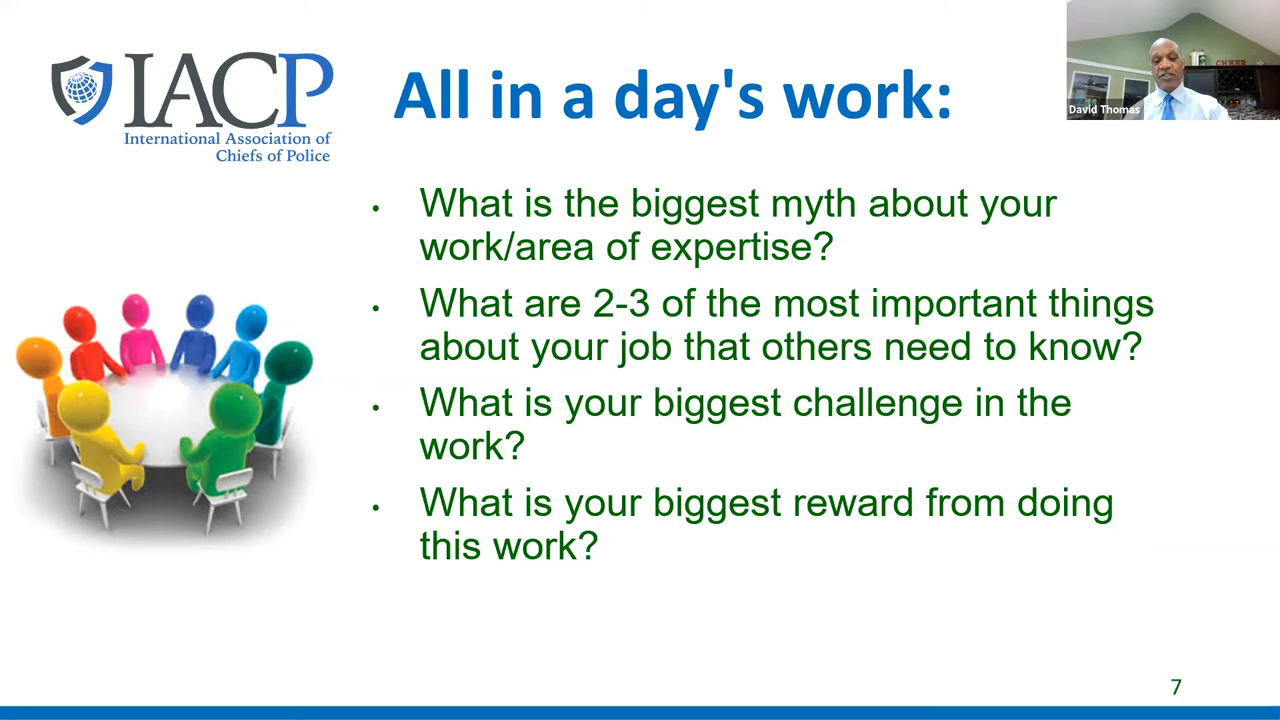 IACP
International Association of
Chiefs of Police
All in a day's work:
David Thomas
CHEERS
• What is the biggest myth about your
work/area of expertise?
• What are 2-3 of the most important things
about your job that others need to know?
• What is your biggest challenge in the
work?
• What is your biggest reward from doing
this work?
7